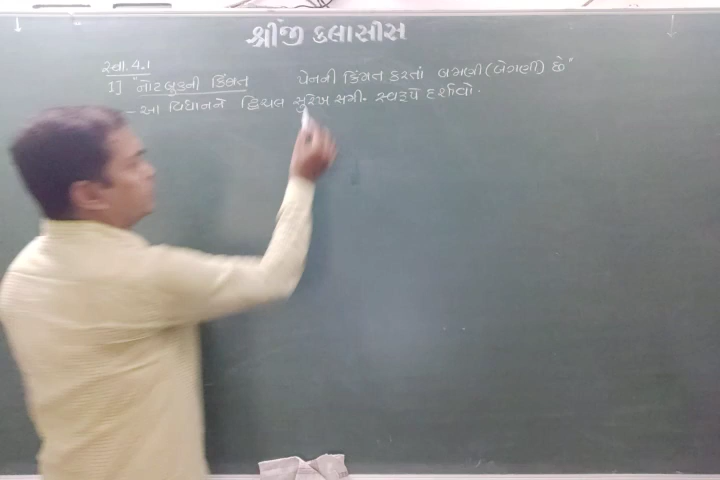 શ્રીજી ક્લાસીસ
સ્વા. 4.1
1] "નોટબુકની કિંમત પેનની કિંમત કરતાં બમણી (બેગણી) છે"
– આ વિધાનને દ્વિચલ સુરેખ સમી. સ્વરૂપે દર્શાવો.